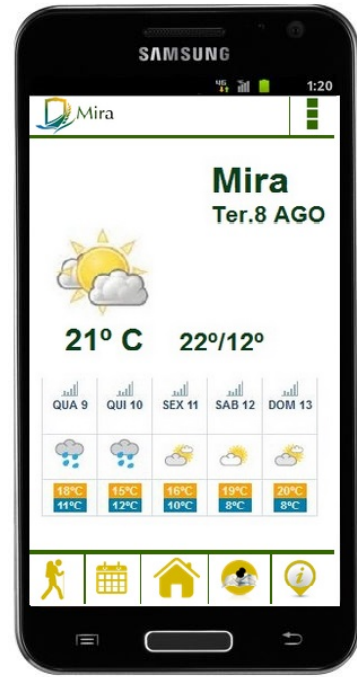 SAMSUNG
4G 1:20
Mira
Mira
Ter.8 AGO
21º C 22º/12º
QUA 9 QUI 10 SEX 11 SAB 12 DOM 13
18ºC 15ºC 16ºC 19ºC 20ºC
11ºC 12ºC 10ºC 8ºC 8ºC
i